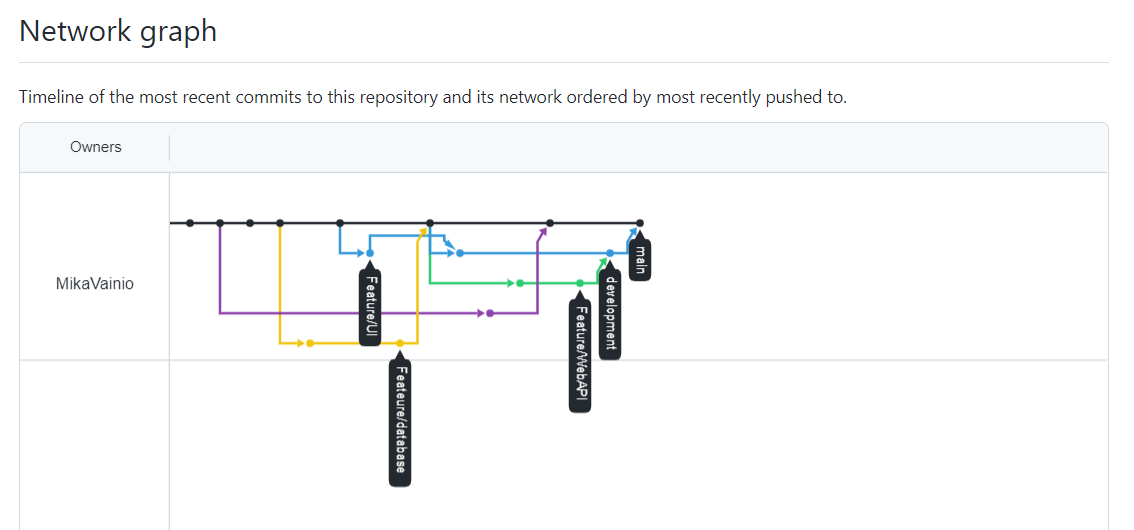 Network graph
Timeline of the most recent commits to this repository and its network ordered by most recently pushed to.
Owners
MikaVainio
main
development
Feature/UI
Feature/WebAPI
Feateure/database